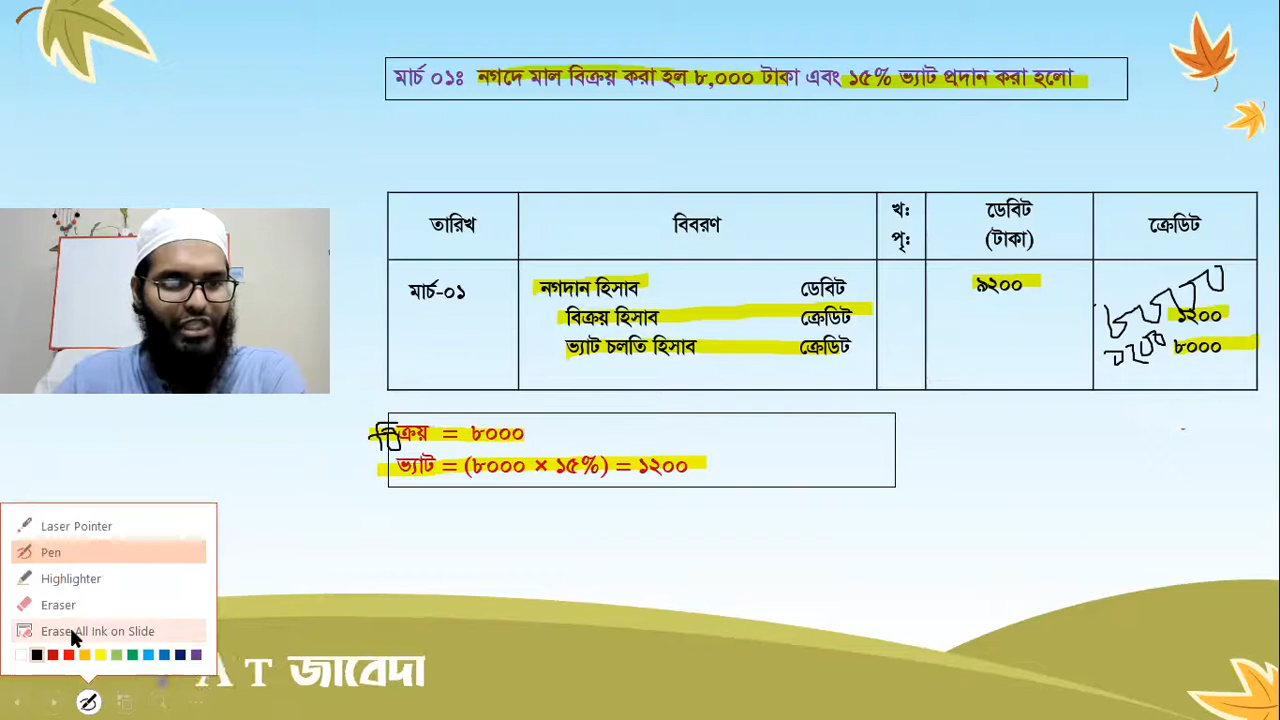 মার্চ ০১ঃ নগদে মাল বিক্রয় করা হল ৮,০০০ টাকা এবং ১৫% ভ্যাট প্রদান করা হলো
তারিখ বিবরণ খঃ পৃঃ ডেবিট (টাকা) ক্রেডিট
মার্চ-০১ নগদান হিসাব ডেবিট ৯২০০
বিক্রয় হিসাব ক্রেডিট ১২০০
ভ্যাট চলতি হিসাব ক্রেডিট ৮০০০
ক্রয় = ৮০০০
ভ্যাট = (৮০০০ × ১৫%) = ১২০০
Laser Pointer
Pen
Highlighter
Eraser
Erase All Ink on Slide
A T জাবেদা